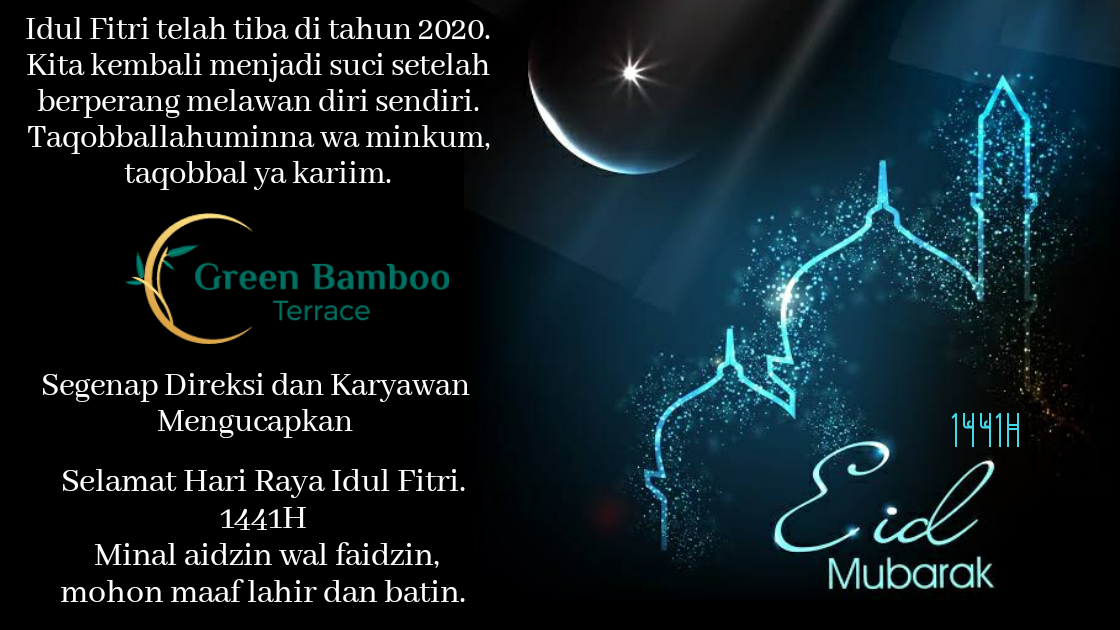 Idul Fitri telah tiba di tahun 2020.
Kita kembali menjadi suci setelah
berperang melawan diri sendiri.
Taqobballahuminna wa minkum,
taqobbal ya kariim.
Green Bamboo
Terrace
Segenap Direksi dan Karyawan
Mengucapkan
Selamat Hari Raya Idul Fitri.
1441H
Minal aidzin wal faidzin,
mohon maaf lahir dan batin.
1441H
Eid
Mubarak